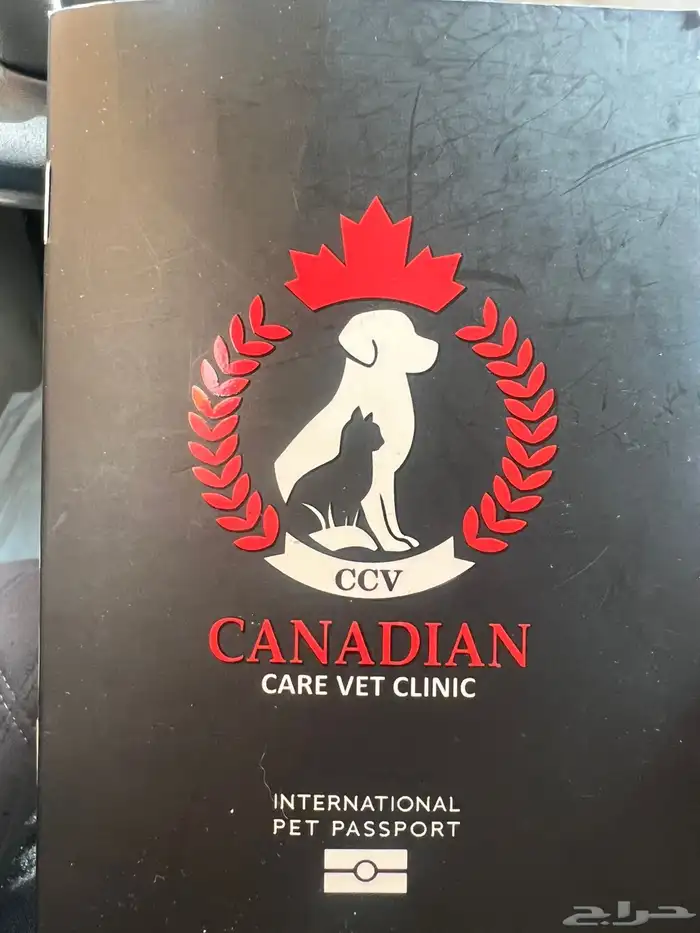 CCV
CANADIAN
CARE VET CLINIC
INTERNATIONAL
PET PASSPORT
حراج